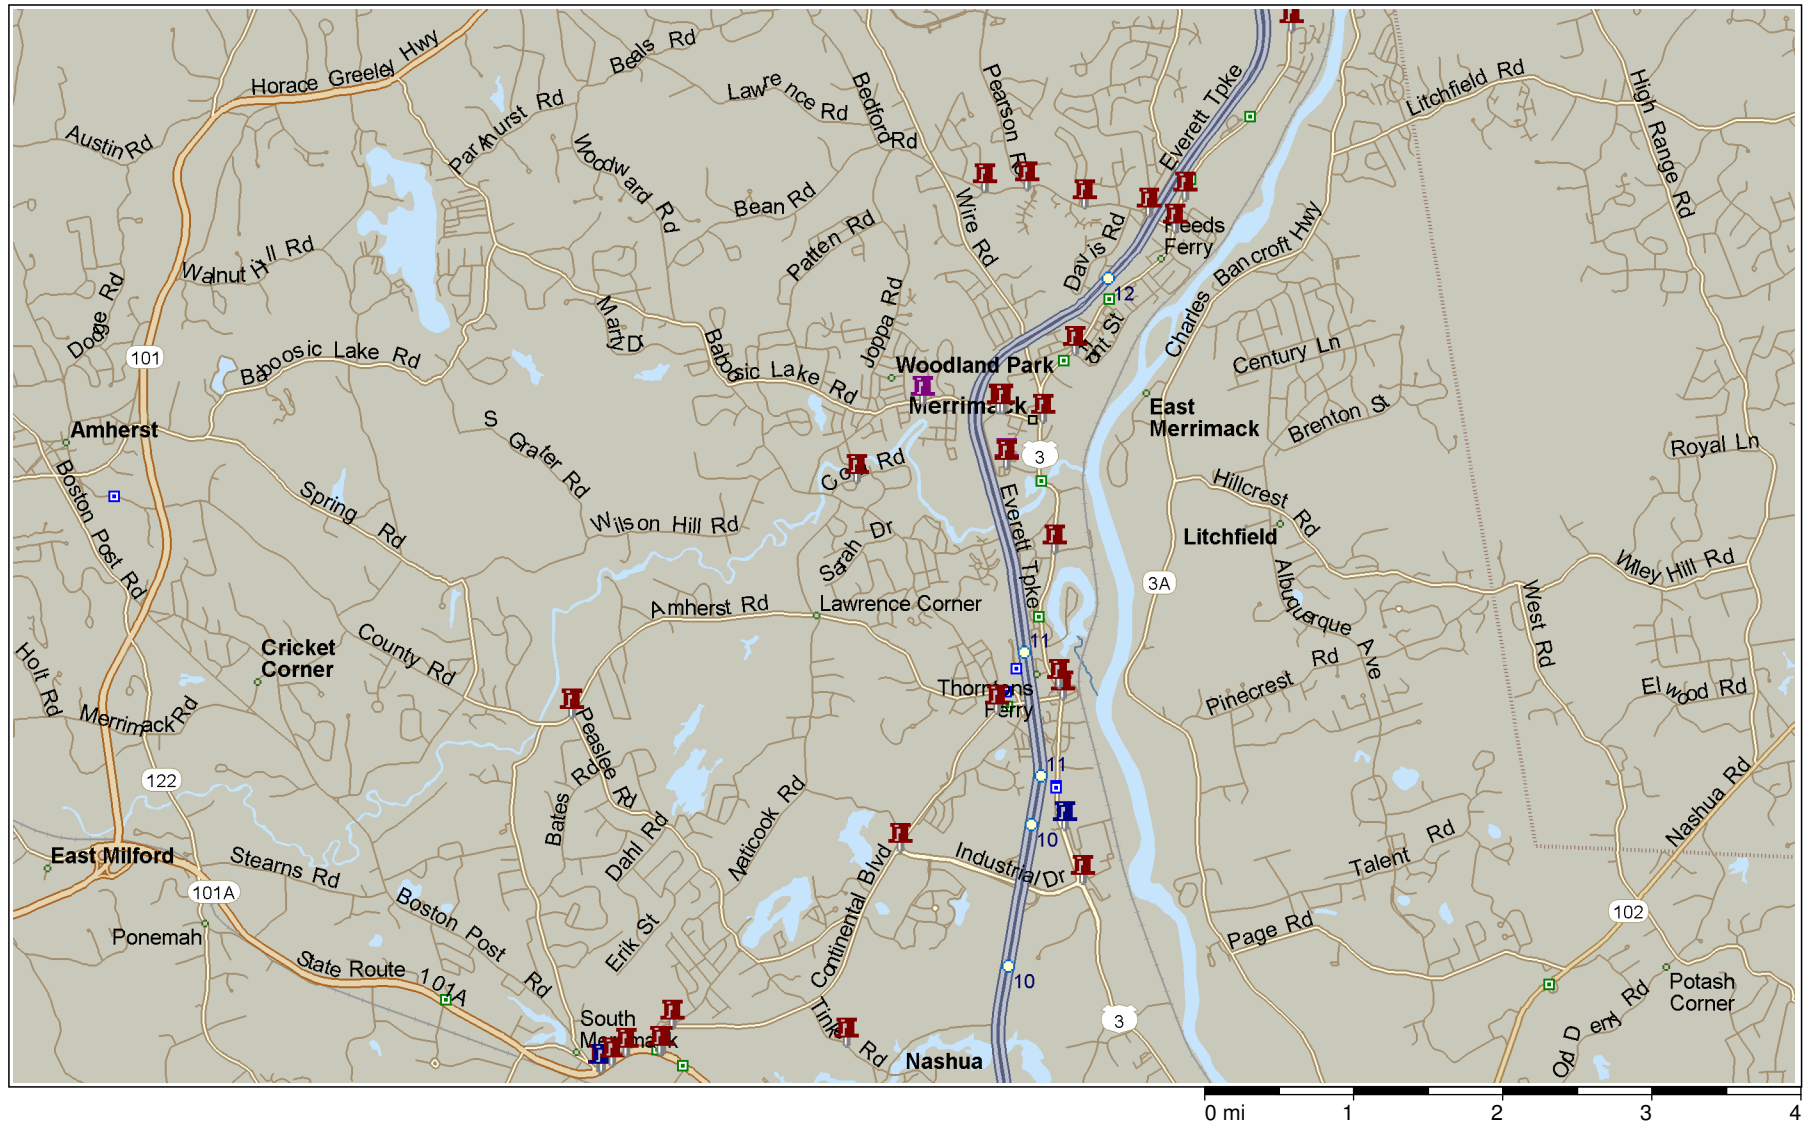 Horace Greeley Hwy
Beals Rd
Lawrence Rd
Bedford Rd
Pearson Rd
Everett Tpke
Litchfield Rd
High Range Rd
Austin Rd
Parkhurst Rd
Woodward Rd
Bean Rd
Patten Rd
Wire Rd
Davis Rd
Reeds
Ferry
Charles Bancroft Hwy
Walnut Hill Rd
Dodge Rd
12
101
Baboosic Lake Rd
Marty Dr
Baboosic Lake Rd
Joppa Rd
Woodland Park
Merrimack
Century Ln
Brenton St
East
Merrimack
Royal Ln
Amherst
S Grater Rd
3
Boston Post Rd
Spring Rd
Wilson Hill Rd
Sarah Dr
Everett Tpke
Hillcrest Rd
Litchfield
3A
Albuquerque Ave
Wiley Hill Rd
West Rd
Amherst Rd
Lawrence Corner
Cricket
Corner
County Rd
Holt Rd
Merrimack Rd
11
Thorntons
Ferry
Pinecrest Rd
Elwood Rd
Peaslee Rd
Bates Rd
122
11
10
Nashua Rd
Dahl Rd
Naticook Rd
Continental Blvd
Industrial Dr
Talent Rd
East Milford
Stearns Rd
101A
Boston Post Rd
Ponemah
Erik St
State Route 101A
Page Rd
102
10
Potash
Corner
Old Derry Rd
3
South
Merrimack
Rd
Nashua
0 mi 1 2 3 4